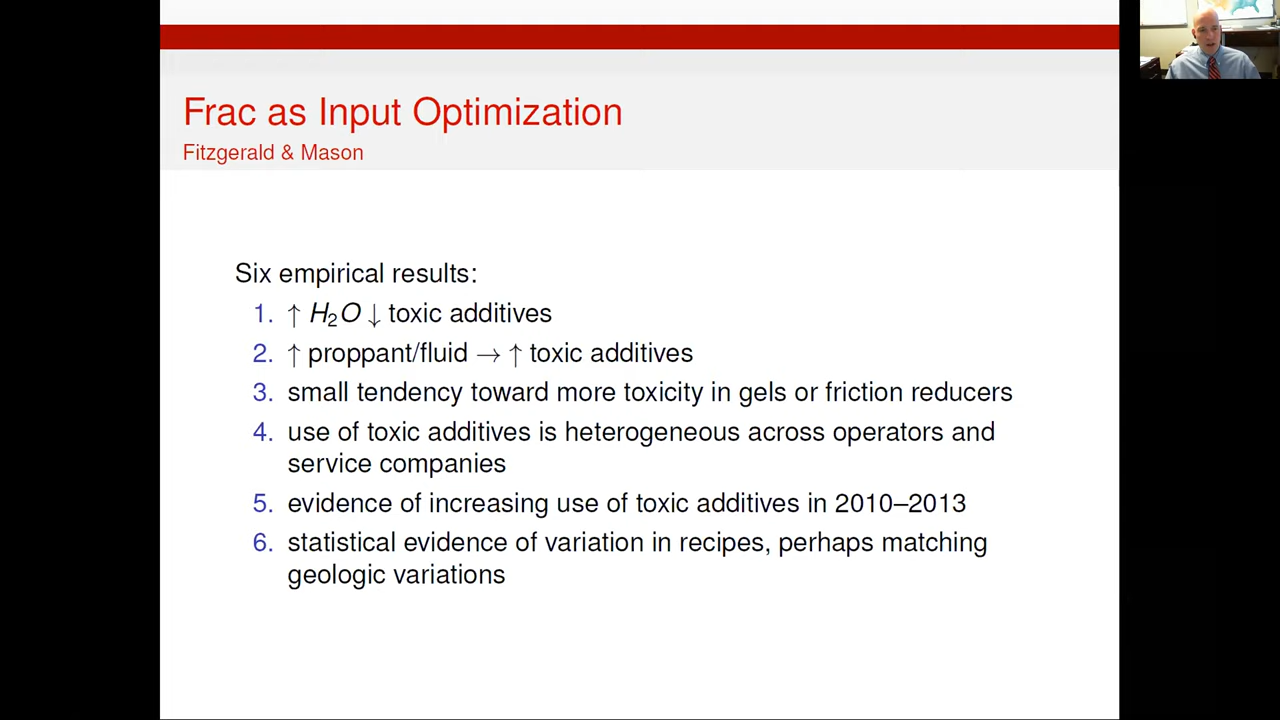 Frac as Input Optimization
Fitzgerald & Mason
Six empirical results:
1. ↑ H₂O ↓ toxic additives
2. ↑ proppant/fluid → ↑ toxic additives
3. small tendency toward more toxicity in gels or friction reducers
4. use of toxic additives is heterogeneous across operators and
service companies
5. evidence of increasing use of toxic additives in 2010–2013
6. statistical evidence of variation in recipes, perhaps matching
geologic variations